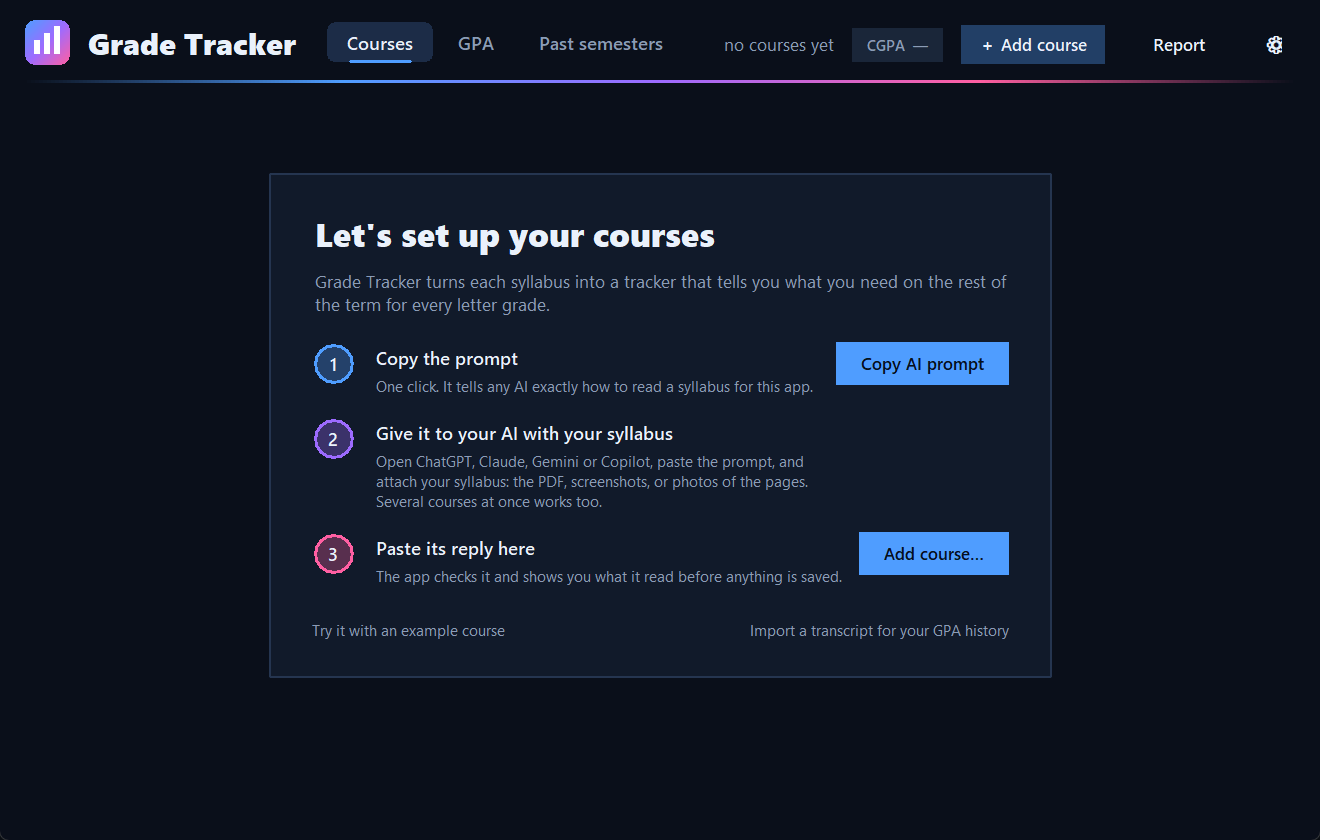 Grade Tracker
Courses
GPA
Past semesters
no courses yet
CGPA —
+ Add course
Report
Let's set up your courses
Grade Tracker turns each syllabus into a tracker that tells you what you need on the rest of
the term for every letter grade.
1
Copy the prompt
One click. It tells any AI exactly how to read a syllabus for this app.
Copy AI prompt
2
Give it to your AI with your syllabus
Open ChatGPT, Claude, Gemini or Copilot, paste the prompt, and
attach your syllabus: the PDF, screenshots, or photos of the pages.
Several courses at once works too.
3
Paste its reply here
The app checks it and shows you what it read before anything is saved.
Add course...
Try it with an example course
Import a transcript for your GPA history